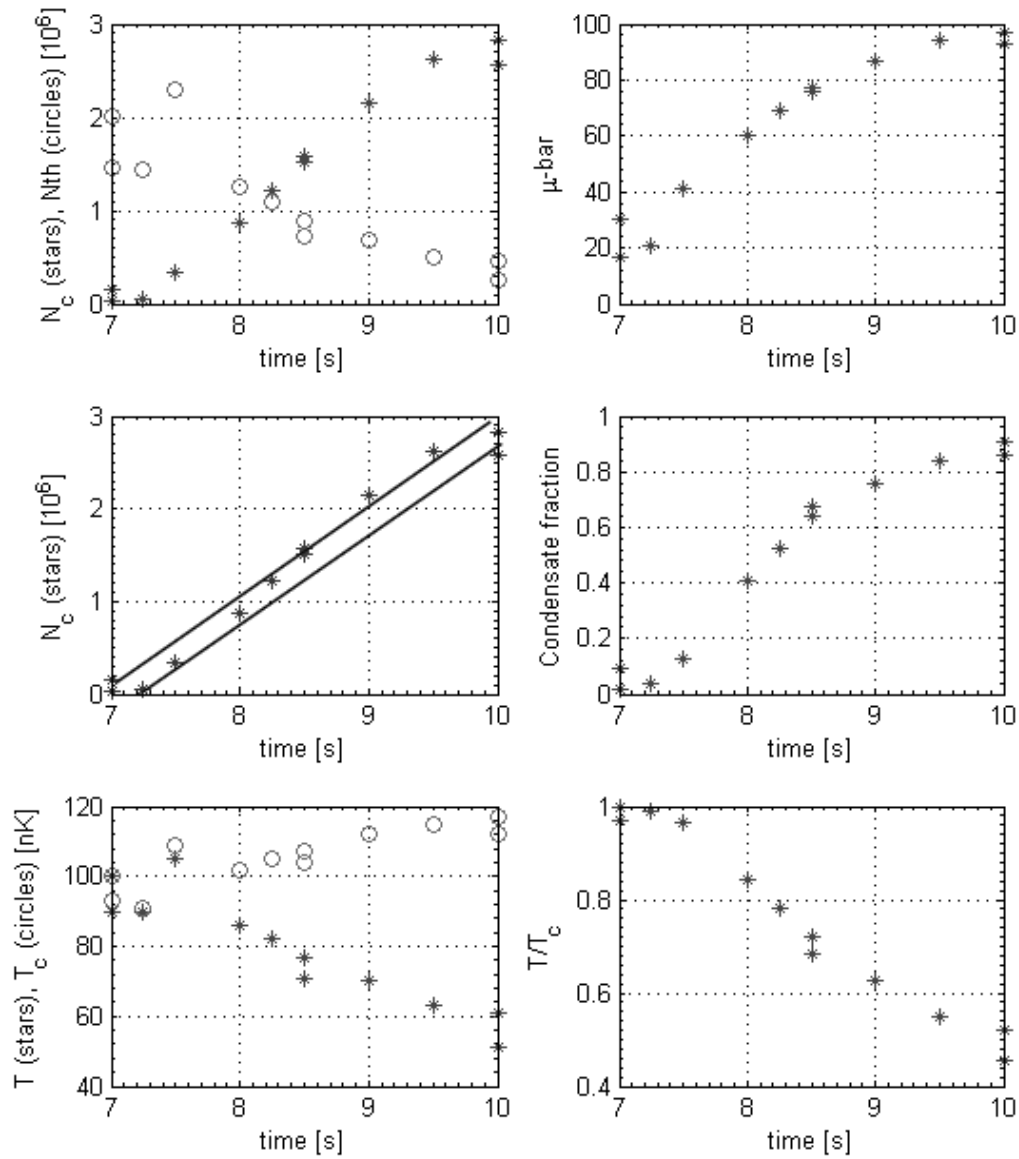 N_c (stars), Nth (circles) [10^6]
3
2
1
0
7 8 9 10
time [s]
μ-bar
100
80
60
40
20
0
7 8 9 10
time [s]
N_c (stars) [10^6]
3
2
1
0
7 8 9 10
time [s]
Condensate fraction
1
0.8
0.6
0.4
0.2
0
7 8 9 10
time [s]
T (stars), T_c (circles) [nK]
120
100
80
60
40
7 8 9 10
time [s]
T/T_c
1
0.8
0.6
0.4
7 8 9 10
time [s]